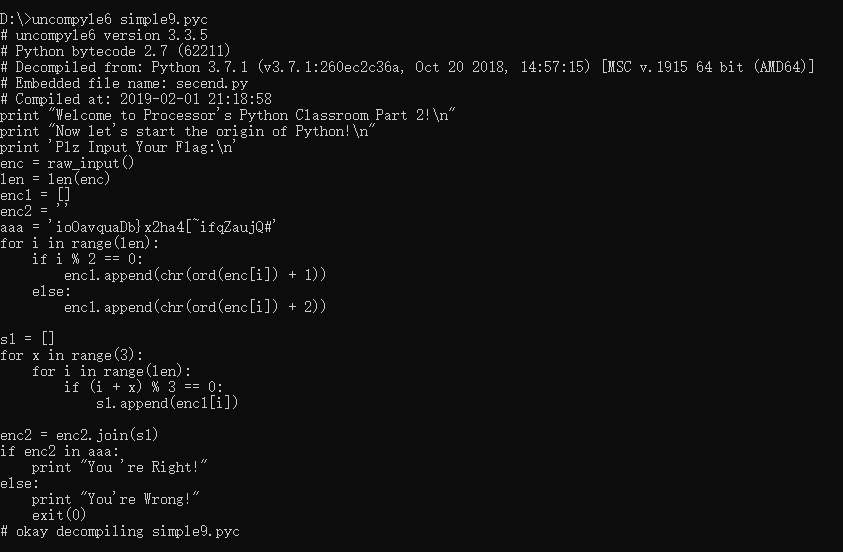 D:\>uncompyle6 simple9.pyc
# uncompyle6 version 3.3.5
# Python bytecode 2.7 (62211)
# Decompiled from: Python 3.7.1 (v3.7.1:260ec2c36a, Oct 20 2018, 14:57:15) [MSC v.1915 64 bit (AMD64)]
# Embedded file name: secend.py
# Compiled at: 2019-02-01 21:18:58
print "Welcome to Processor's Python Classroom Part 2!\n"
print "Now let's start the origin of Python!\n"
print 'Plz Input Your Flag:\n'
enc = raw_input()
len = len(enc)
enc1 = []
enc2 = ''
aaa = 'ioOavquaDb}x2ha4[~ifqZaujQ#'
for i in range(len):
    if i % 2 == 0:
        enc1.append(chr(ord(enc[i]) + 1))
    else:
        enc1.append(chr(ord(enc[i]) + 2))
s1 = []
for x in range(3):
    for i in range(len):
        if (i + x) % 3 == 0:
            s1.append(enc1[i])
enc2 = enc2.join(s1)
if enc2 in aaa:
    print "You 're Right!"
else:
    print "You're Wrong!"
    exit(0)
# okay decompiling simple9.pyc